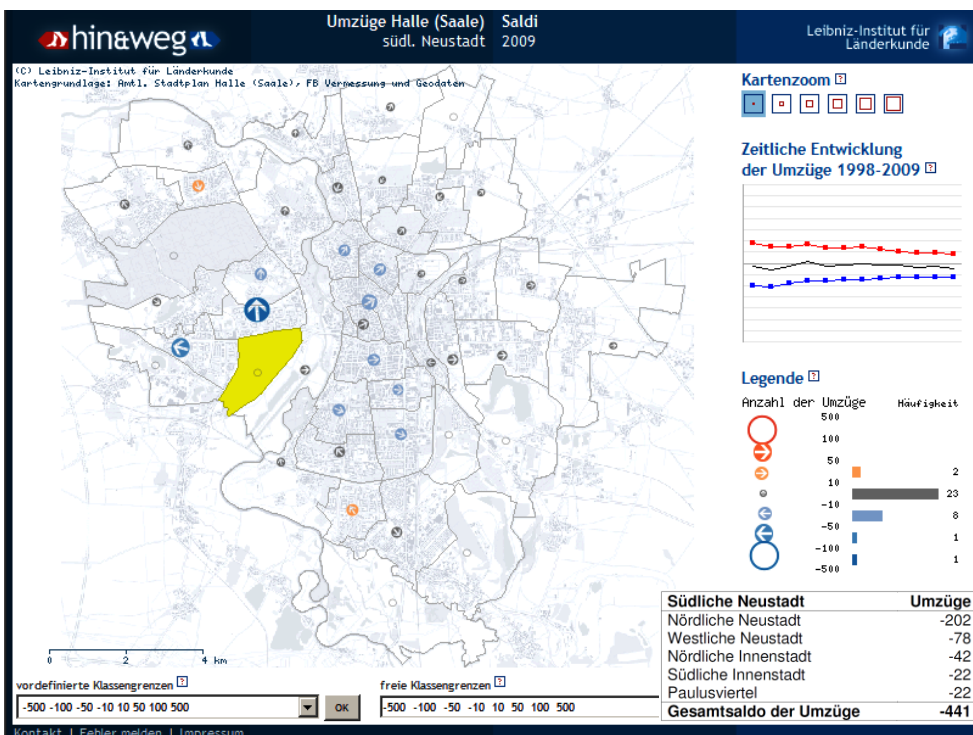 hin&weg
Umzüge Halle (Saale) Saldi
südl. Neustadt 2009
Leibniz-Institut für
Länderkunde
(C) Leibniz-Institut für Länderkunde
Kartengrundlage: Amtl. Stadtplan Halle (Saale), FB Vermessung und Geodaten
Kartenzoom ?
Zeitliche Entwicklung
der Umzüge 1998-2009 ?
Legende ?
Anzahl der Umzüge Häufigkeit
500
100
50
2
10
23
-10
8
-50
1
-100
1
-500
0 2 4 km
Südliche Neustadt Umzüge
Nördliche Neustadt -202
Westliche Neustadt -78
Nördliche Innenstadt -42
Südliche Innenstadt -22
Paulusviertel -22
Gesamtsaldo der Umzüge -441
vordefinierte Klassengrenzen ?
-500 -100 -50 -10 10 50 100 500 OK
freie Klassengrenzen ?
-500 -100 -50 -10 10 50 100 500
Kontakt | Fehler melden | Impressum